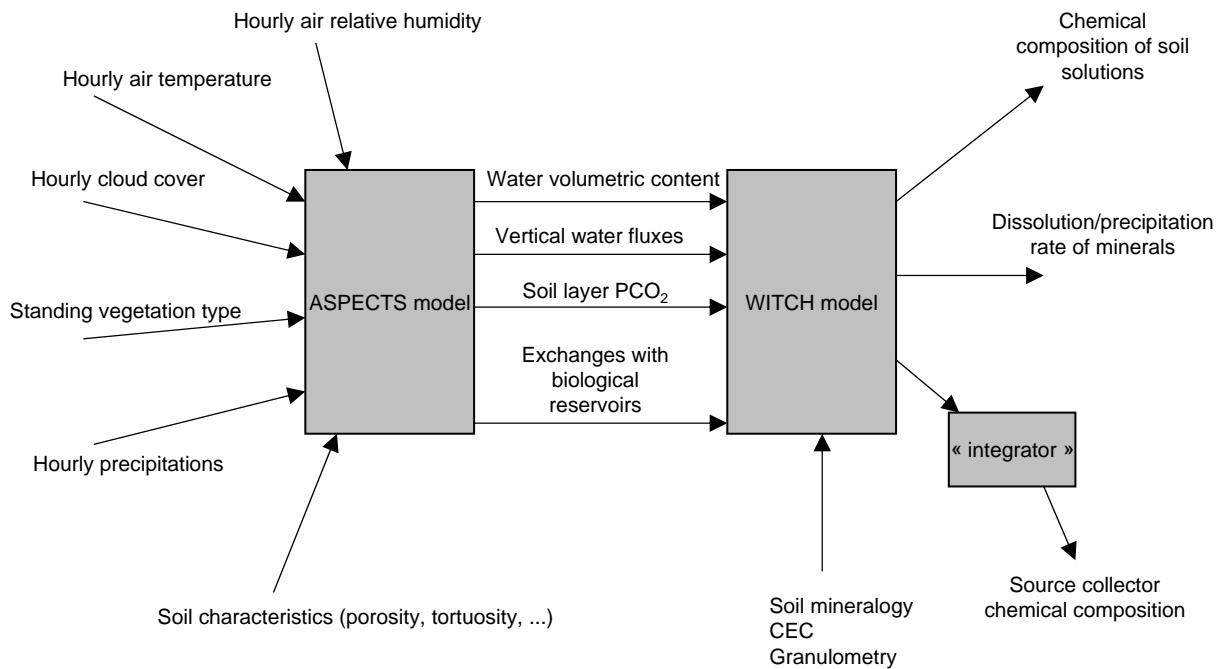 Hourly air relative humidity
Chemical
composition of soil
solutions
Hourly air temperature
Hourly cloud cover
Water volumetric content
Vertical water fluxes
Dissolution/precipitation
rate of minerals
Standing vegetation type
ASPECTS model
Soil layer PCO₂
WITCH model
Exchanges with
biological
reservoirs
Hourly precipitations
« integrator »
Soil characteristics (porosity, tortuosity, ...)
Soil mineralogy
CEC
Granulometry
Source collector
chemical composition